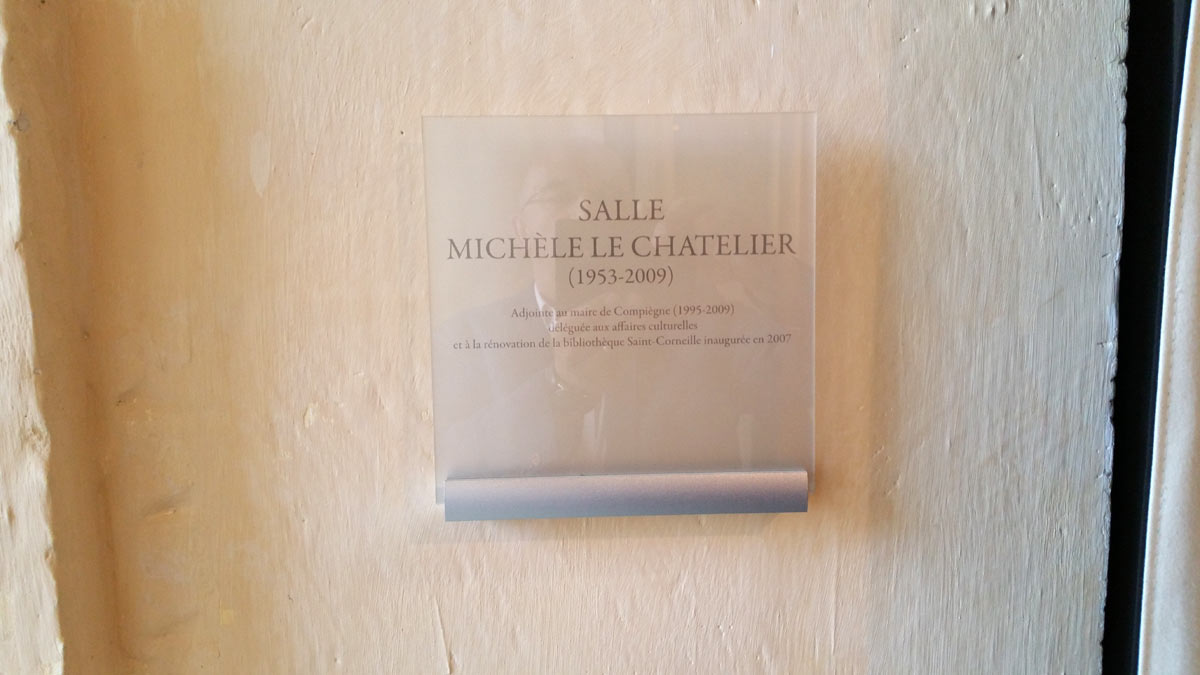 SALLE
MICHÈLE LE CHATELIER
(1953-2009)
Adjointe au maire de Compiègne (1995-2009)
déléguée aux affaires culturelles
et à la rénovation de la bibliothèque Saint-Corneille inaugurée en 2007